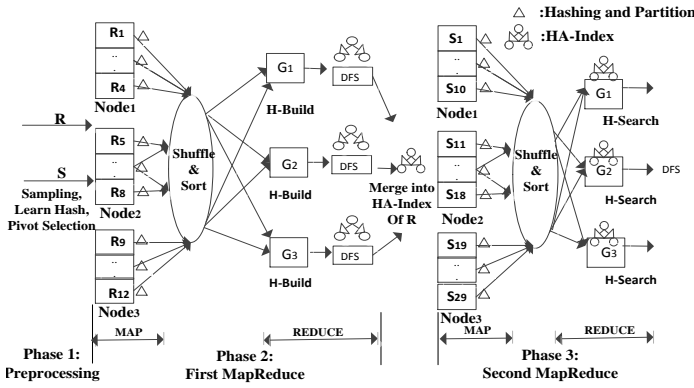 :Hashing and Partition
:HA-Index
R1
..
.
R4
Node1
R
R5
..
.
R8
Node2
S
Sampling,
Learn Hash,
Pivot Selection
R9
..
.
R12
Node3
Shuffle
&
Sort
G1
H-Build
G2
H-Build
G3
H-Build
DFS
DFS
DFS
Merge into
HA-Index
Of R
S1
..
.
S10
Node1
S11
..
.
S18
Node2
S19
..
.
S29
Node3
Shuffle
&
Sort
G1
H-Search
G2
H-Search
G3
H-Search
DFS
MAP
REDUCE
MAP
REDUCE
Phase 1:
Preprocessing
Phase 2:
First MapReduce
Phase 3:
Second MapReduce